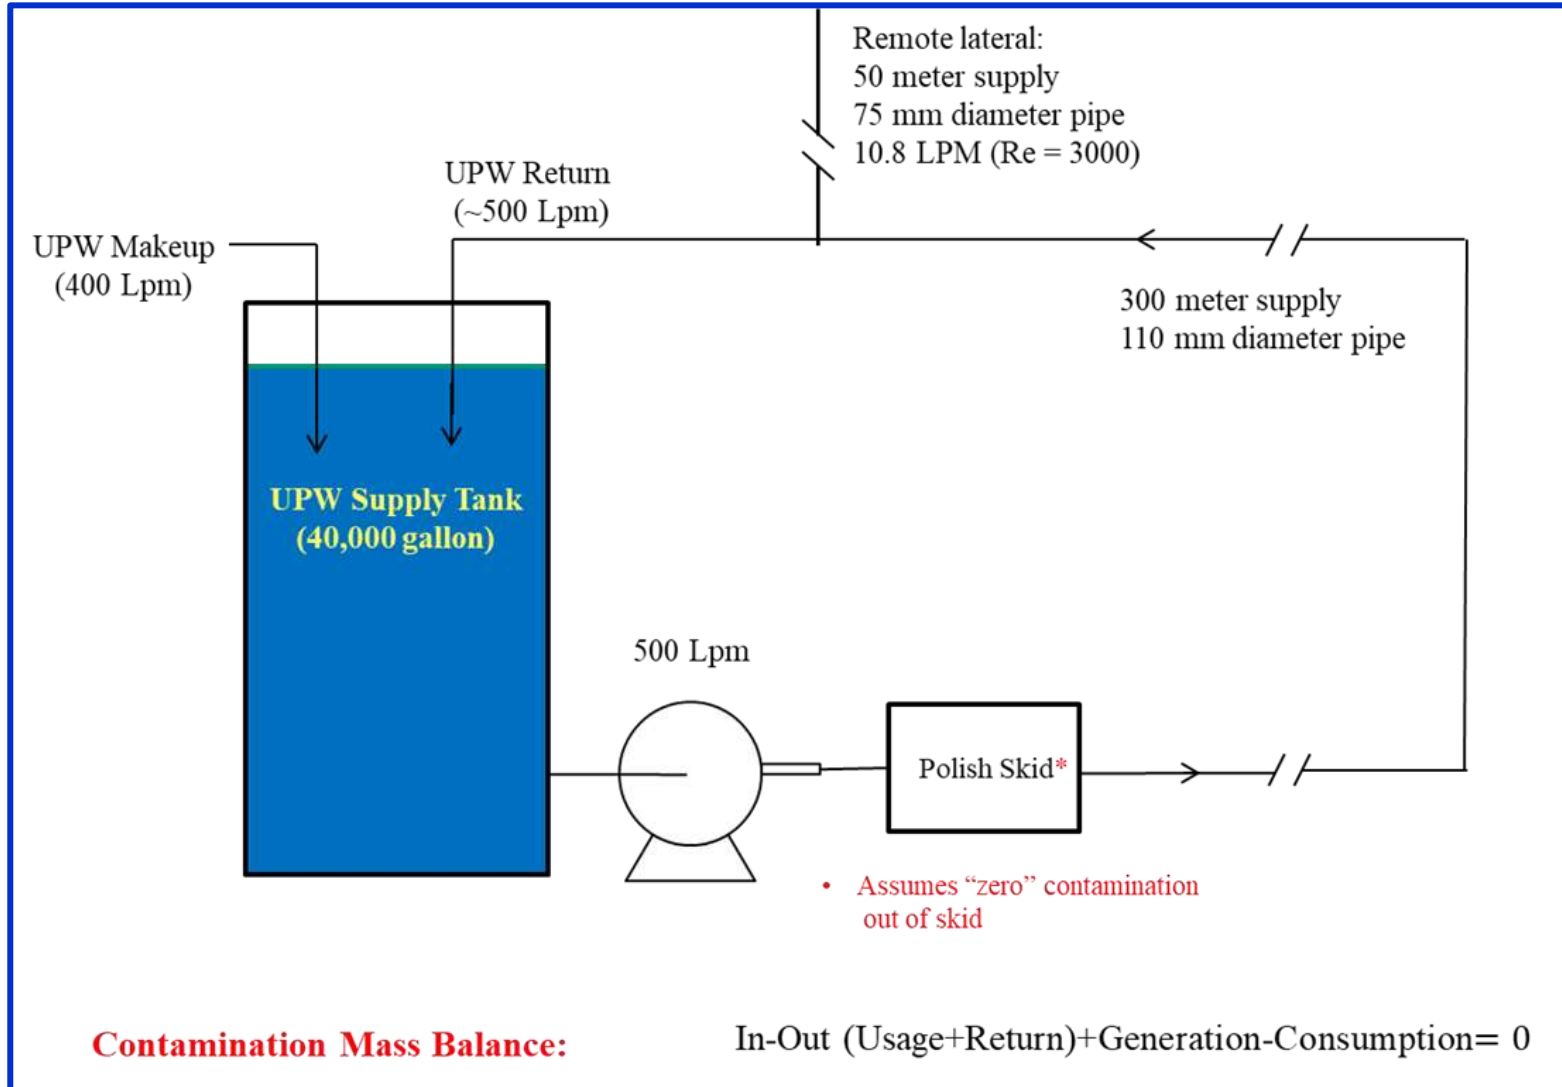 Remote lateral:
50 meter supply
75 mm diameter pipe
10.8 LPM (Re = 3000)
UPW Return
(~500 Lpm)
UPW Makeup
(400 Lpm)
300 meter supply
110 mm diameter pipe
UPW Supply Tank
(40,000 gallon)
500 Lpm
Polish Skid*
• Assumes “zero” contamination
out of skid
Contamination Mass Balance: In-Out (Usage+Return)+Generation-Consumption= 0